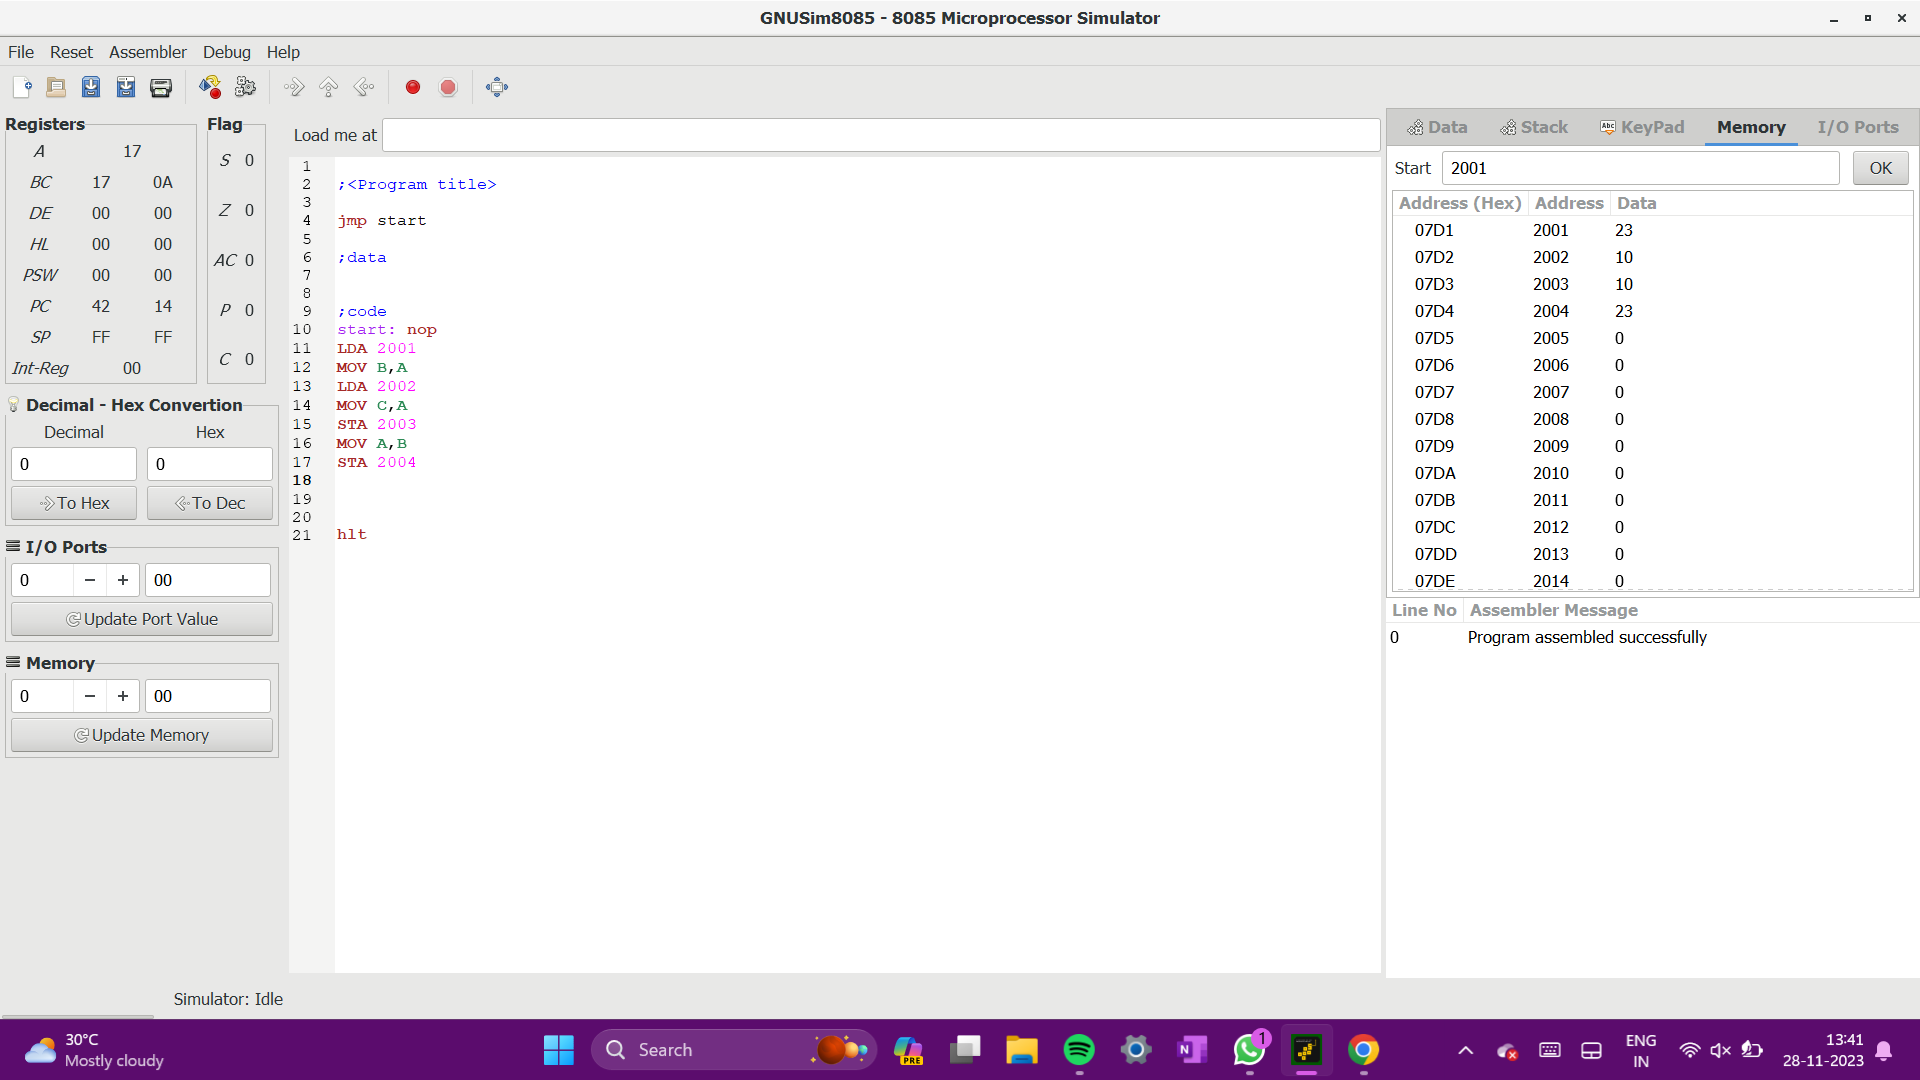 GNUSim8085 - 8085 Microprocessor Simulator
File Reset Assembler Debug Help
Registers
A 17
BC 17 0A
DE 00 00
HL 00 00
PSW 00 00
PC 42 14
SP FF FF
Int-Reg 00
Flag
S 0
Z 0
AC 0
P 0
C 0
Decimal - Hex Convertion
Decimal Hex
0 0
To Hex To Dec
I/O Ports
0 − + 00
Update Port Value
Memory
0 − + 00
Update Memory
Load me at
1
2 ;<Program title>
3
4 jmp start
5
6 ;data
7
8
9 ;code
10 start: nop
11 LDA 2001
12 MOV B,A
13 LDA 2002
14 MOV C,A
15 STA 2003
16 MOV A,B
17 STA 2004
18
19
20
21 hlt
Data Stack Abc KeyPad Memory I/O Ports
Start 2001 OK
Address (Hex) Address Data
07D1 2001 23
07D2 2002 10
07D3 2003 10
07D4 2004 23
07D5 2005 0
07D6 2006 0
07D7 2007 0
07D8 2008 0
07D9 2009 0
07DA 2010 0
07DB 2011 0
07DC 2012 0
07DD 2013 0
07DE 2014 0
Line No Assembler Message
0 Program assembled successfully
Simulator: Idle
30°C
Mostly cloudy
Search
PRE
N
1
ENG
IN
13:41
28-11-2023